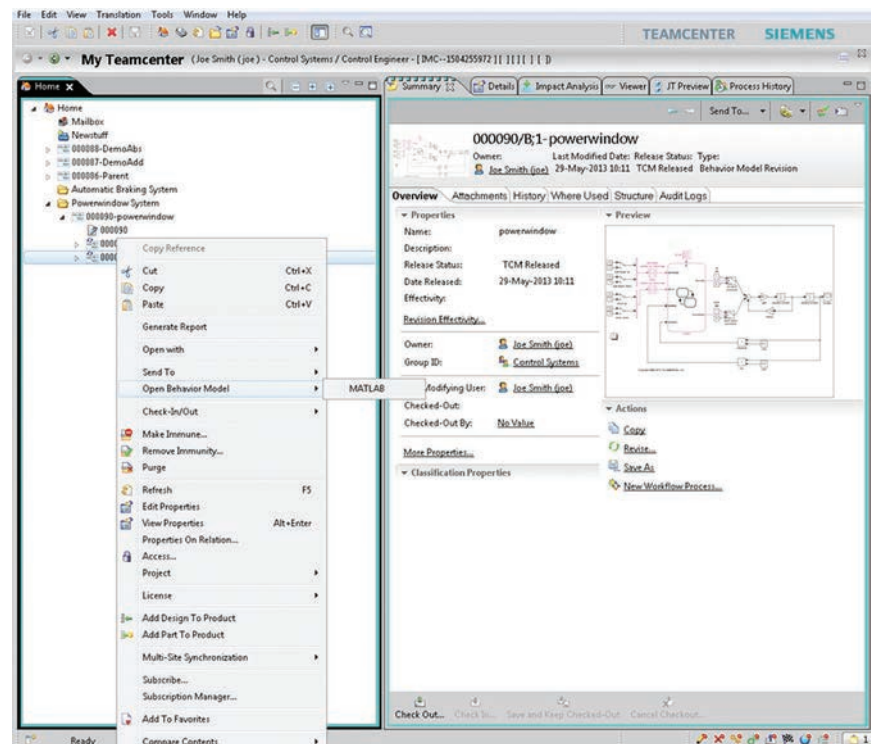 File Edit View Translation Tools Window Help
TEAMCENTER SIEMENS
My Teamcenter (Joe Smith (joe) - Control Systems / Control Engineer - [ IMC--1504255972 ] [ ] [ ] [ ] [ ])
Home
Summary Details Impact Analysis Viewer JT Preview Process History
Home
Mailbox
Newstuff
000088-DemoAbs
000087-DemoAdd
000086-Parent
Automatic Braking System
Powerwindow System
000090-powerwindow
000090
Send To...
000090/B;1-powerwindow
Owner: Last Modified Date: Release Status: Type:
Joe Smith (joe) 29-May-2013 10:11 TCM Released Behavior Model Revision
Overview Attachments History Where Used Structure Audit Logs
Properties
Name: powerwindow
Description:
Release Status: TCM Released
Date Released: 29-May-2013 10:11
Effectivity:
Revision Effectivity...
Owner: Joe Smith (joe)
Group ID: Control Systems
Modifying User: Joe Smith (joe)
Checked-Out:
Checked-Out By: No Value
More Properties...
Classification Properties
Preview
Actions
Copy
Revise...
Save As
New Workflow Process...
Copy Reference
Cut Ctrl+X
Copy Ctrl+C
Paste Ctrl+V
Generate Report
Open with
Send To
Open Behavior Model MATLAB
Check-In/Out
Make Immune...
Remove Immunity...
Purge
Refresh F5
Edit Properties
View Properties Alt+Enter
Properties On Relation...
Access...
Project
License
Add Design To Product
Add Part To Product
Multi-Site Synchronization
Subscribe...
Subscription Manager...
Add To Favorites
Compare Contents
Check Out... Check In... Save and Keep Checked-Out Cancel Checkout...
Ready
1